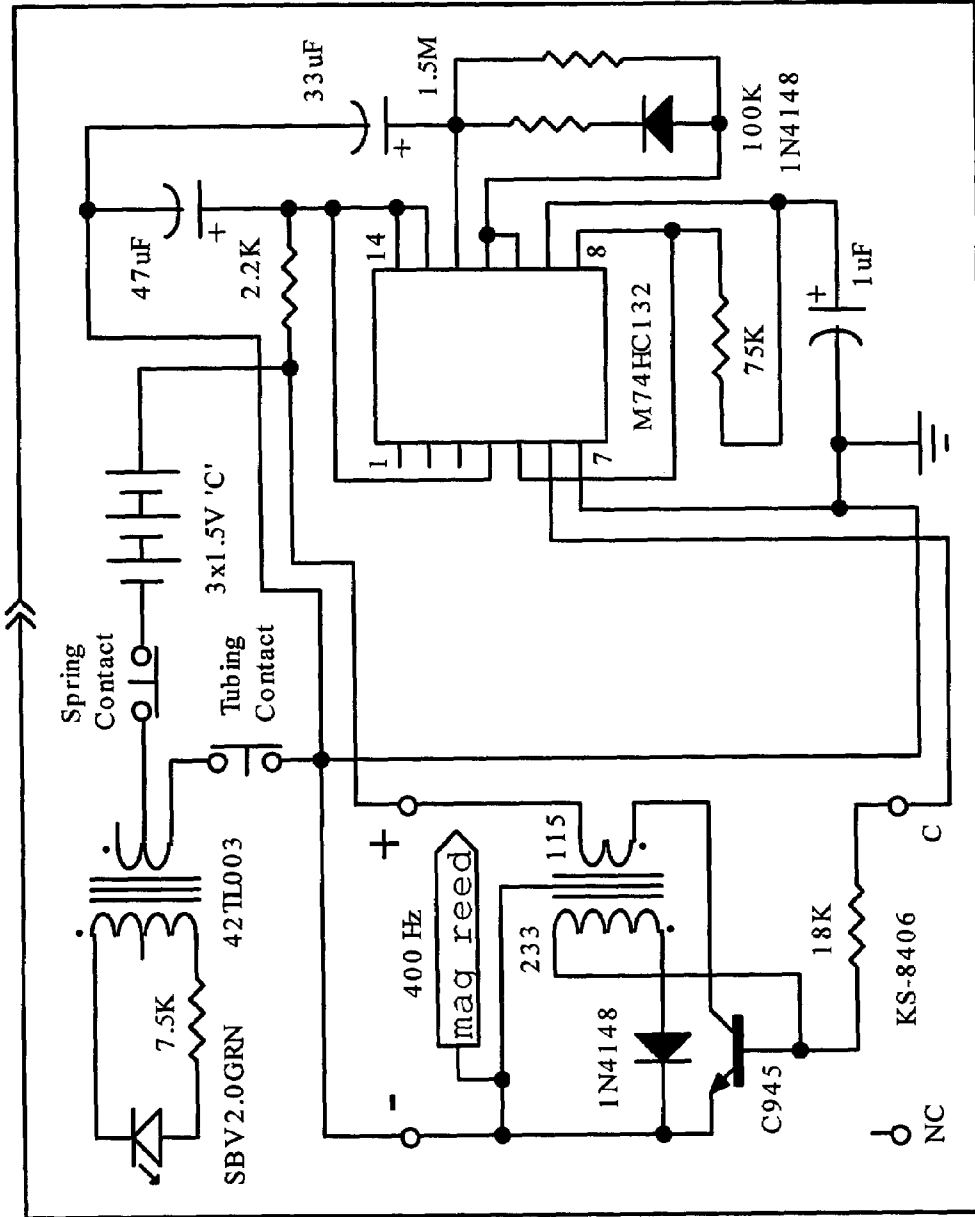 Spring
Contact
Tubing
Contact
3x1.5V 'C'
42TL003
7.5K
SBV2.0GRN
47uF
+
33uF
+
2.2K
1.5M
100K
1N4148
14
1
8
7
M74HC132
75K
1uF
+
+
-
400 Hz
mag reed
115
233
1N4148
C945
18K
KS-8406
C
NC